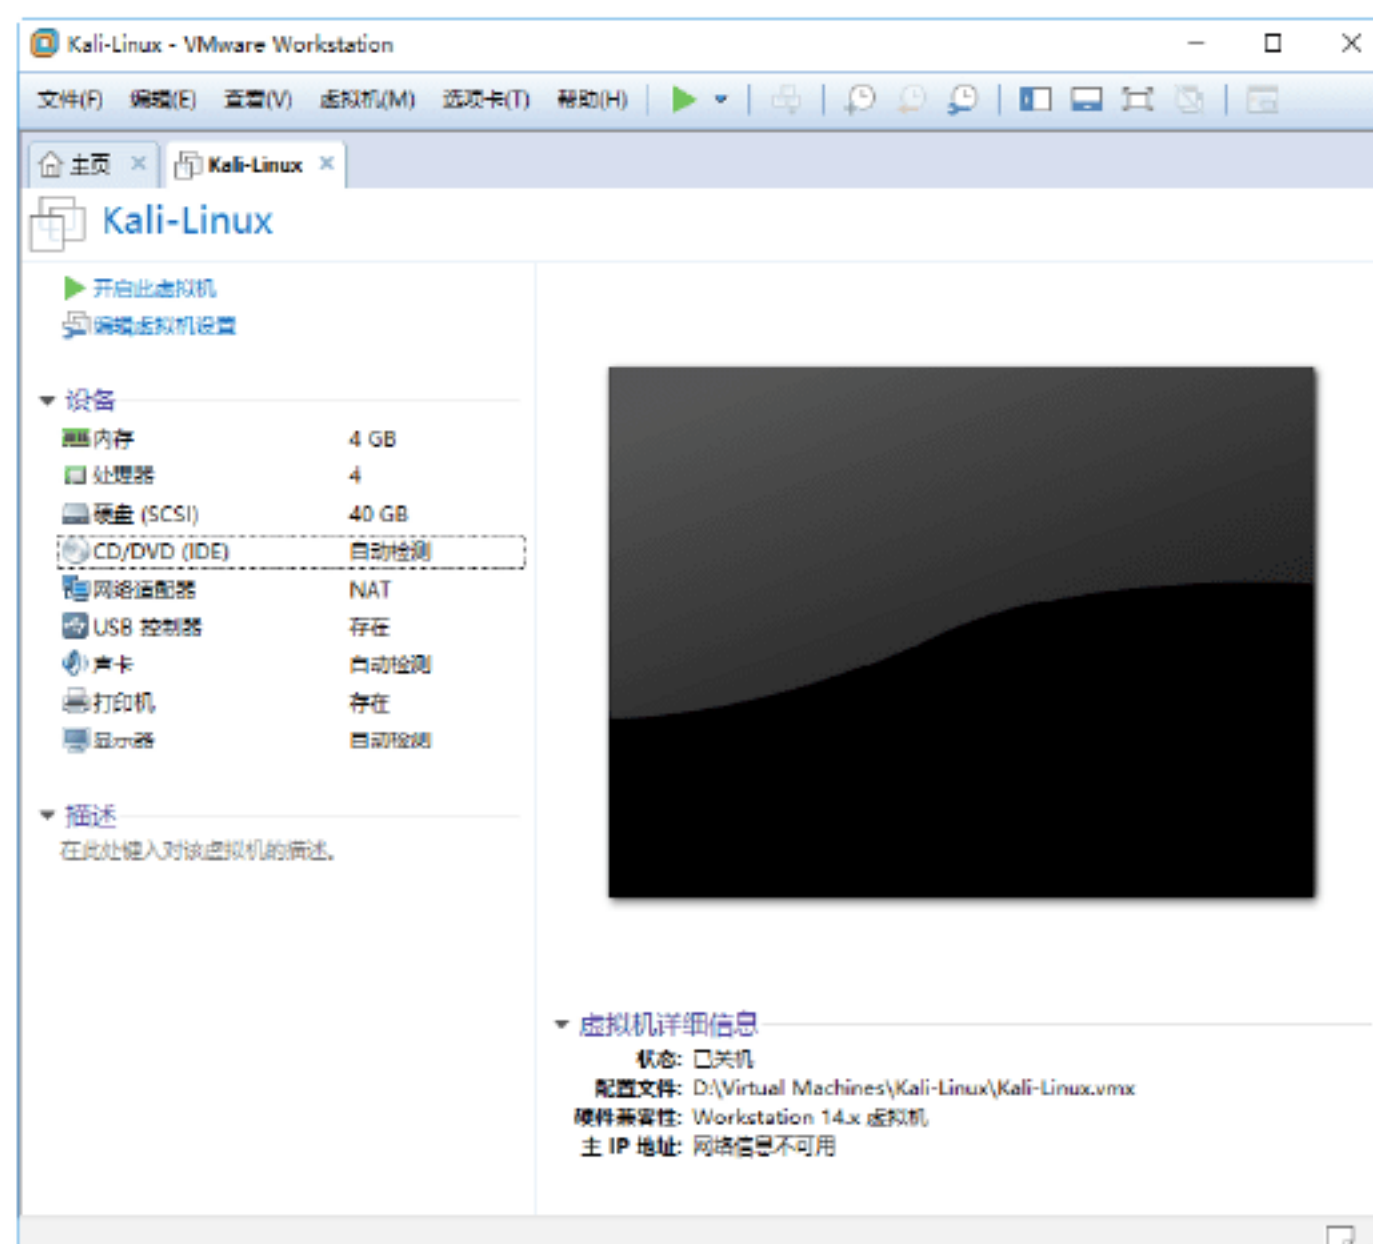 Kali-Linux - VMware Workstation
文件(F) 编辑(E) 查看(V) 虚拟机(M) 选项卡(T) 帮助(H)
主页 Kali-Linux
Kali-Linux
开启此虚拟机
编辑虚拟机设置
设备
内存 4 GB
处理器 4
硬盘 (SCSI) 40 GB
CD/DVD (IDE) 自动检测
网络适配器 NAT
USB 控制器 存在
声卡 自动检测
打印机 存在
显示器 自动检测
描述
在此处键入对该虚拟机的描述。
虚拟机详细信息
状态: 已关机
配置文件: D:\Virtual Machines\Kali-Linux\Kali-Linux.vmx
硬件兼容性: Workstation 14.x 虚拟机
主 IP 地址: 网络信息不可用